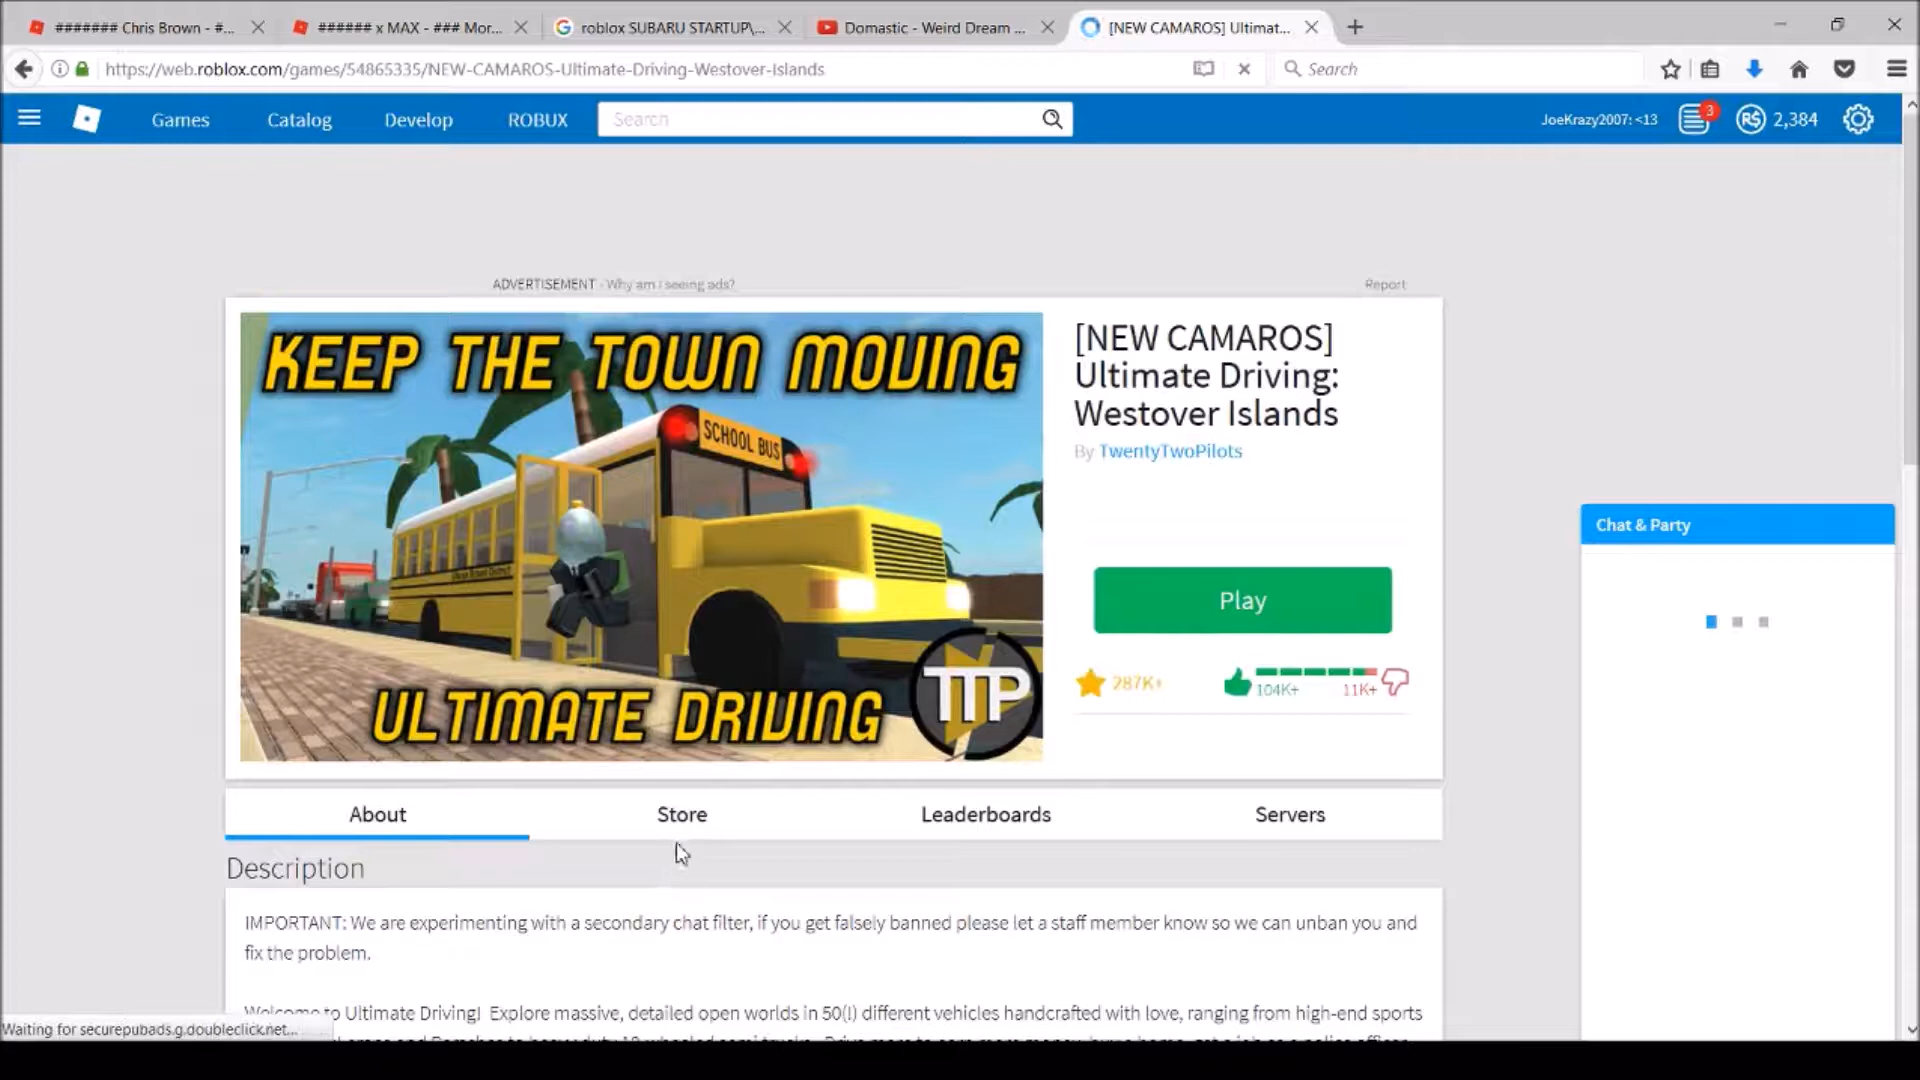 ####### Chris Brown - #...
###### x MAX - ### Mor...
roblox SUBARU STARTUP\...
Domastic - Weird Dream ...
[NEW CAMAROS] Ultimat...
https://web.roblox.com/games/54865335/NEW-CAMAROS-Ultimate-Driving-Westover-Islands
Search
Games
Catalog
Develop
ROBUX
Search
JoeKrazy2007: <13
3
R$
2,384
ADVERTISEMENT - Why am I seeing ads?
Report
KEEP THE TOWN MOVING
SCHOOL BUS
TTP
ULTIMATE DRIVING
[NEW CAMAROS]
Ultimate Driving:
Westover Islands
By TwentyTwoPilots
Play
287K+
104K+
11K+
Chat & Party
About
Store
Leaderboards
Servers
Description
IMPORTANT: We are experimenting with a secondary chat filter, if you get falsely banned please let a staff member know so we can unban you and
fix the problem.
Welcome to Ultimate Driving! Explore massive, detailed open worlds in 50(!) different vehicles handcrafted with love, ranging from high-end sports
Waiting for securepubads.g.doubleclick.net...